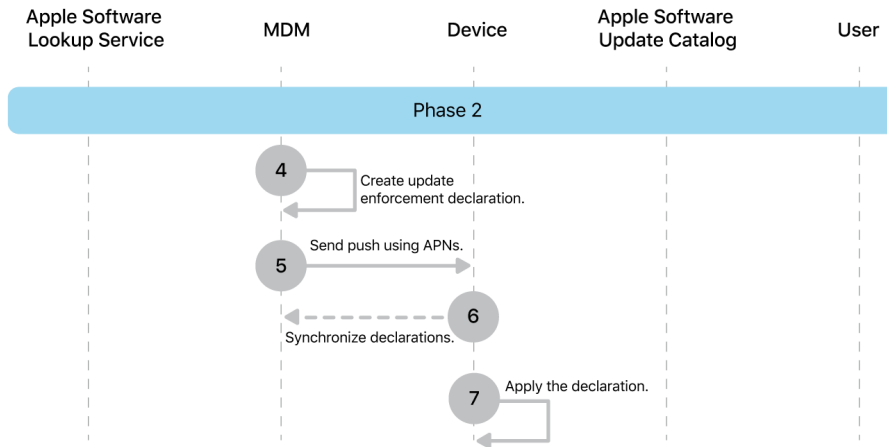 Apple Software
Lookup Service
MDM
Device
Apple Software
Update Catalog
User
Phase 2
4
Create update
enforcement declaration.
Send push using APNs.
5
6
Synchronize declarations.
7
Apply the declaration.